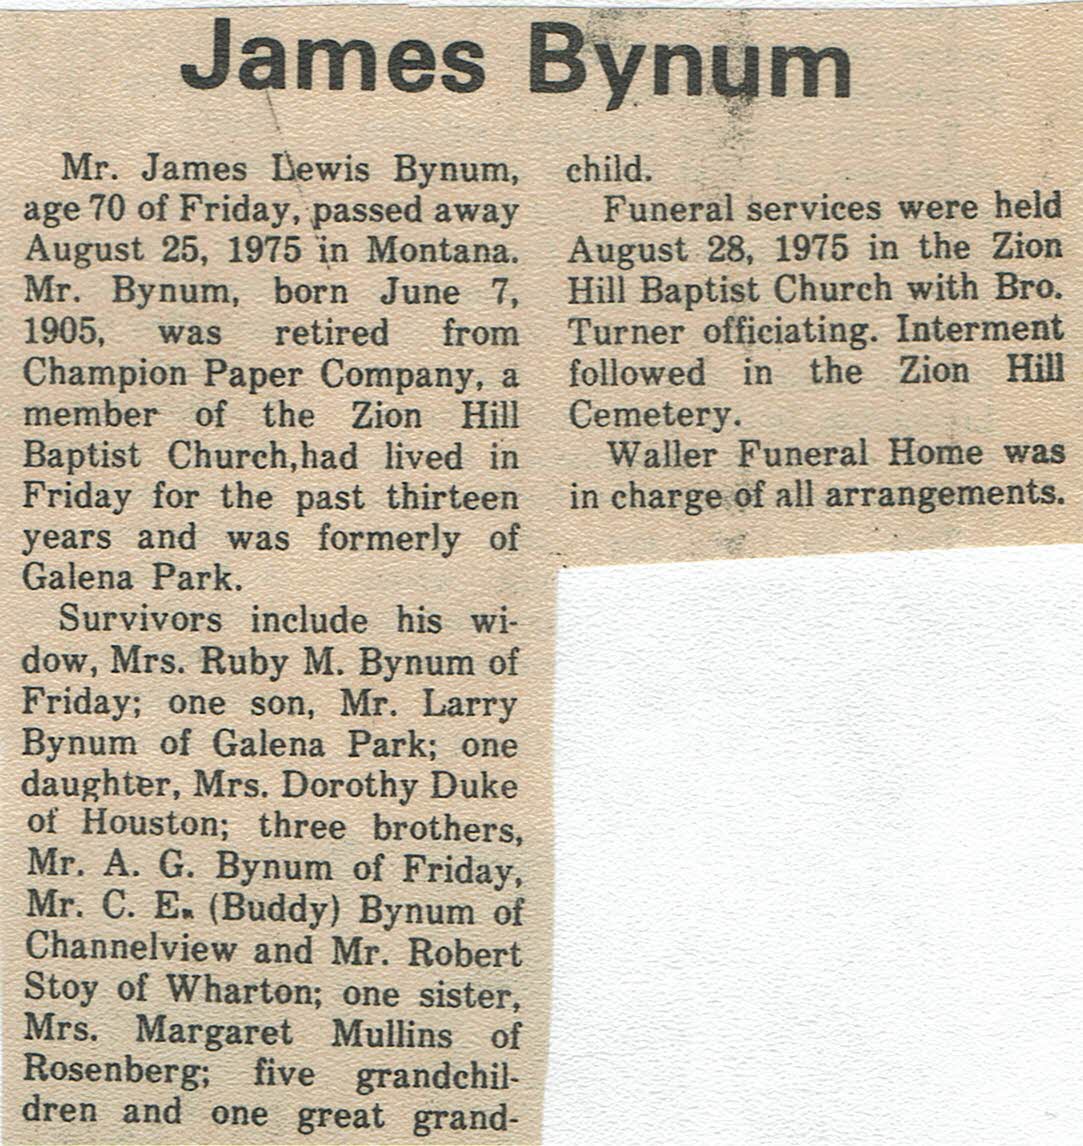 James Bynum
Mr. James Lewis Bynum,
age 70 of Friday, passed away
August 25, 1975 in Montana.
Mr. Bynum, born June 7,
1905, was retired from
Champion Paper Company, a
member of the Zion Hill
Baptist Church,had lived in
Friday for the past thirteen
years and was formerly of
Galena Park.
Survivors include his wi-
dow, Mrs. Ruby M. Bynum of
Friday; one son, Mr. Larry
Bynum of Galena Park; one
daughter, Mrs. Dorothy Duke
of Houston; three brothers,
Mr. A. G. Bynum of Friday,
Mr. C. E. (Buddy) Bynum of
Channelview and Mr. Robert
Stoy of Wharton; one sister,
Mrs. Margaret Mullins of
Rosenberg; five grandchil-
dren and one great grand-
child.
Funeral services were held
August 28, 1975 in the Zion
Hill Baptist Church with Bro.
Turner officiating. Interment
followed in the Zion Hill
Cemetery.
Waller Funeral Home was
in charge of all arrangements.